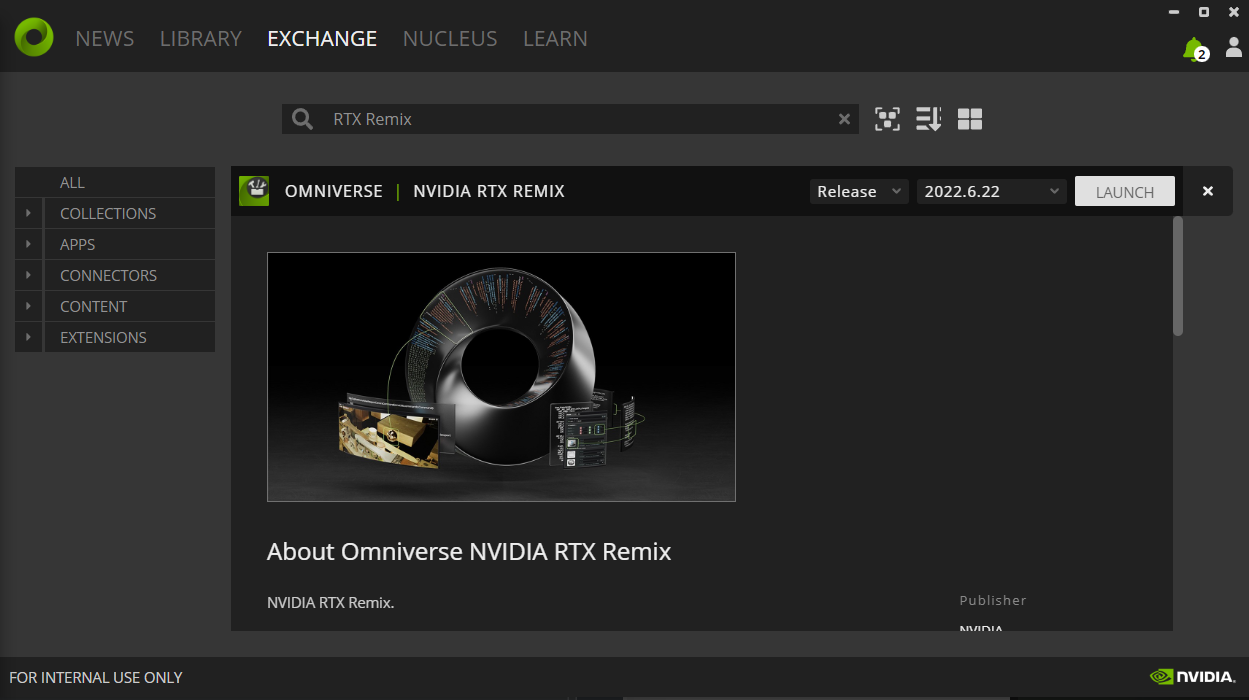 NEWS LIBRARY EXCHANGE NUCLEUS LEARN
2
RTX Remix
ALL
COLLECTIONS
APPS
CONNECTORS
CONTENT
EXTENSIONS
OMNIVERSE | NVIDIA RTX REMIX
Release
2022.6.22
LAUNCH
About Omniverse NVIDIA RTX Remix
NVIDIA RTX Remix.
Publisher
NVIDIA
FOR INTERNAL USE ONLY
NVIDIA.